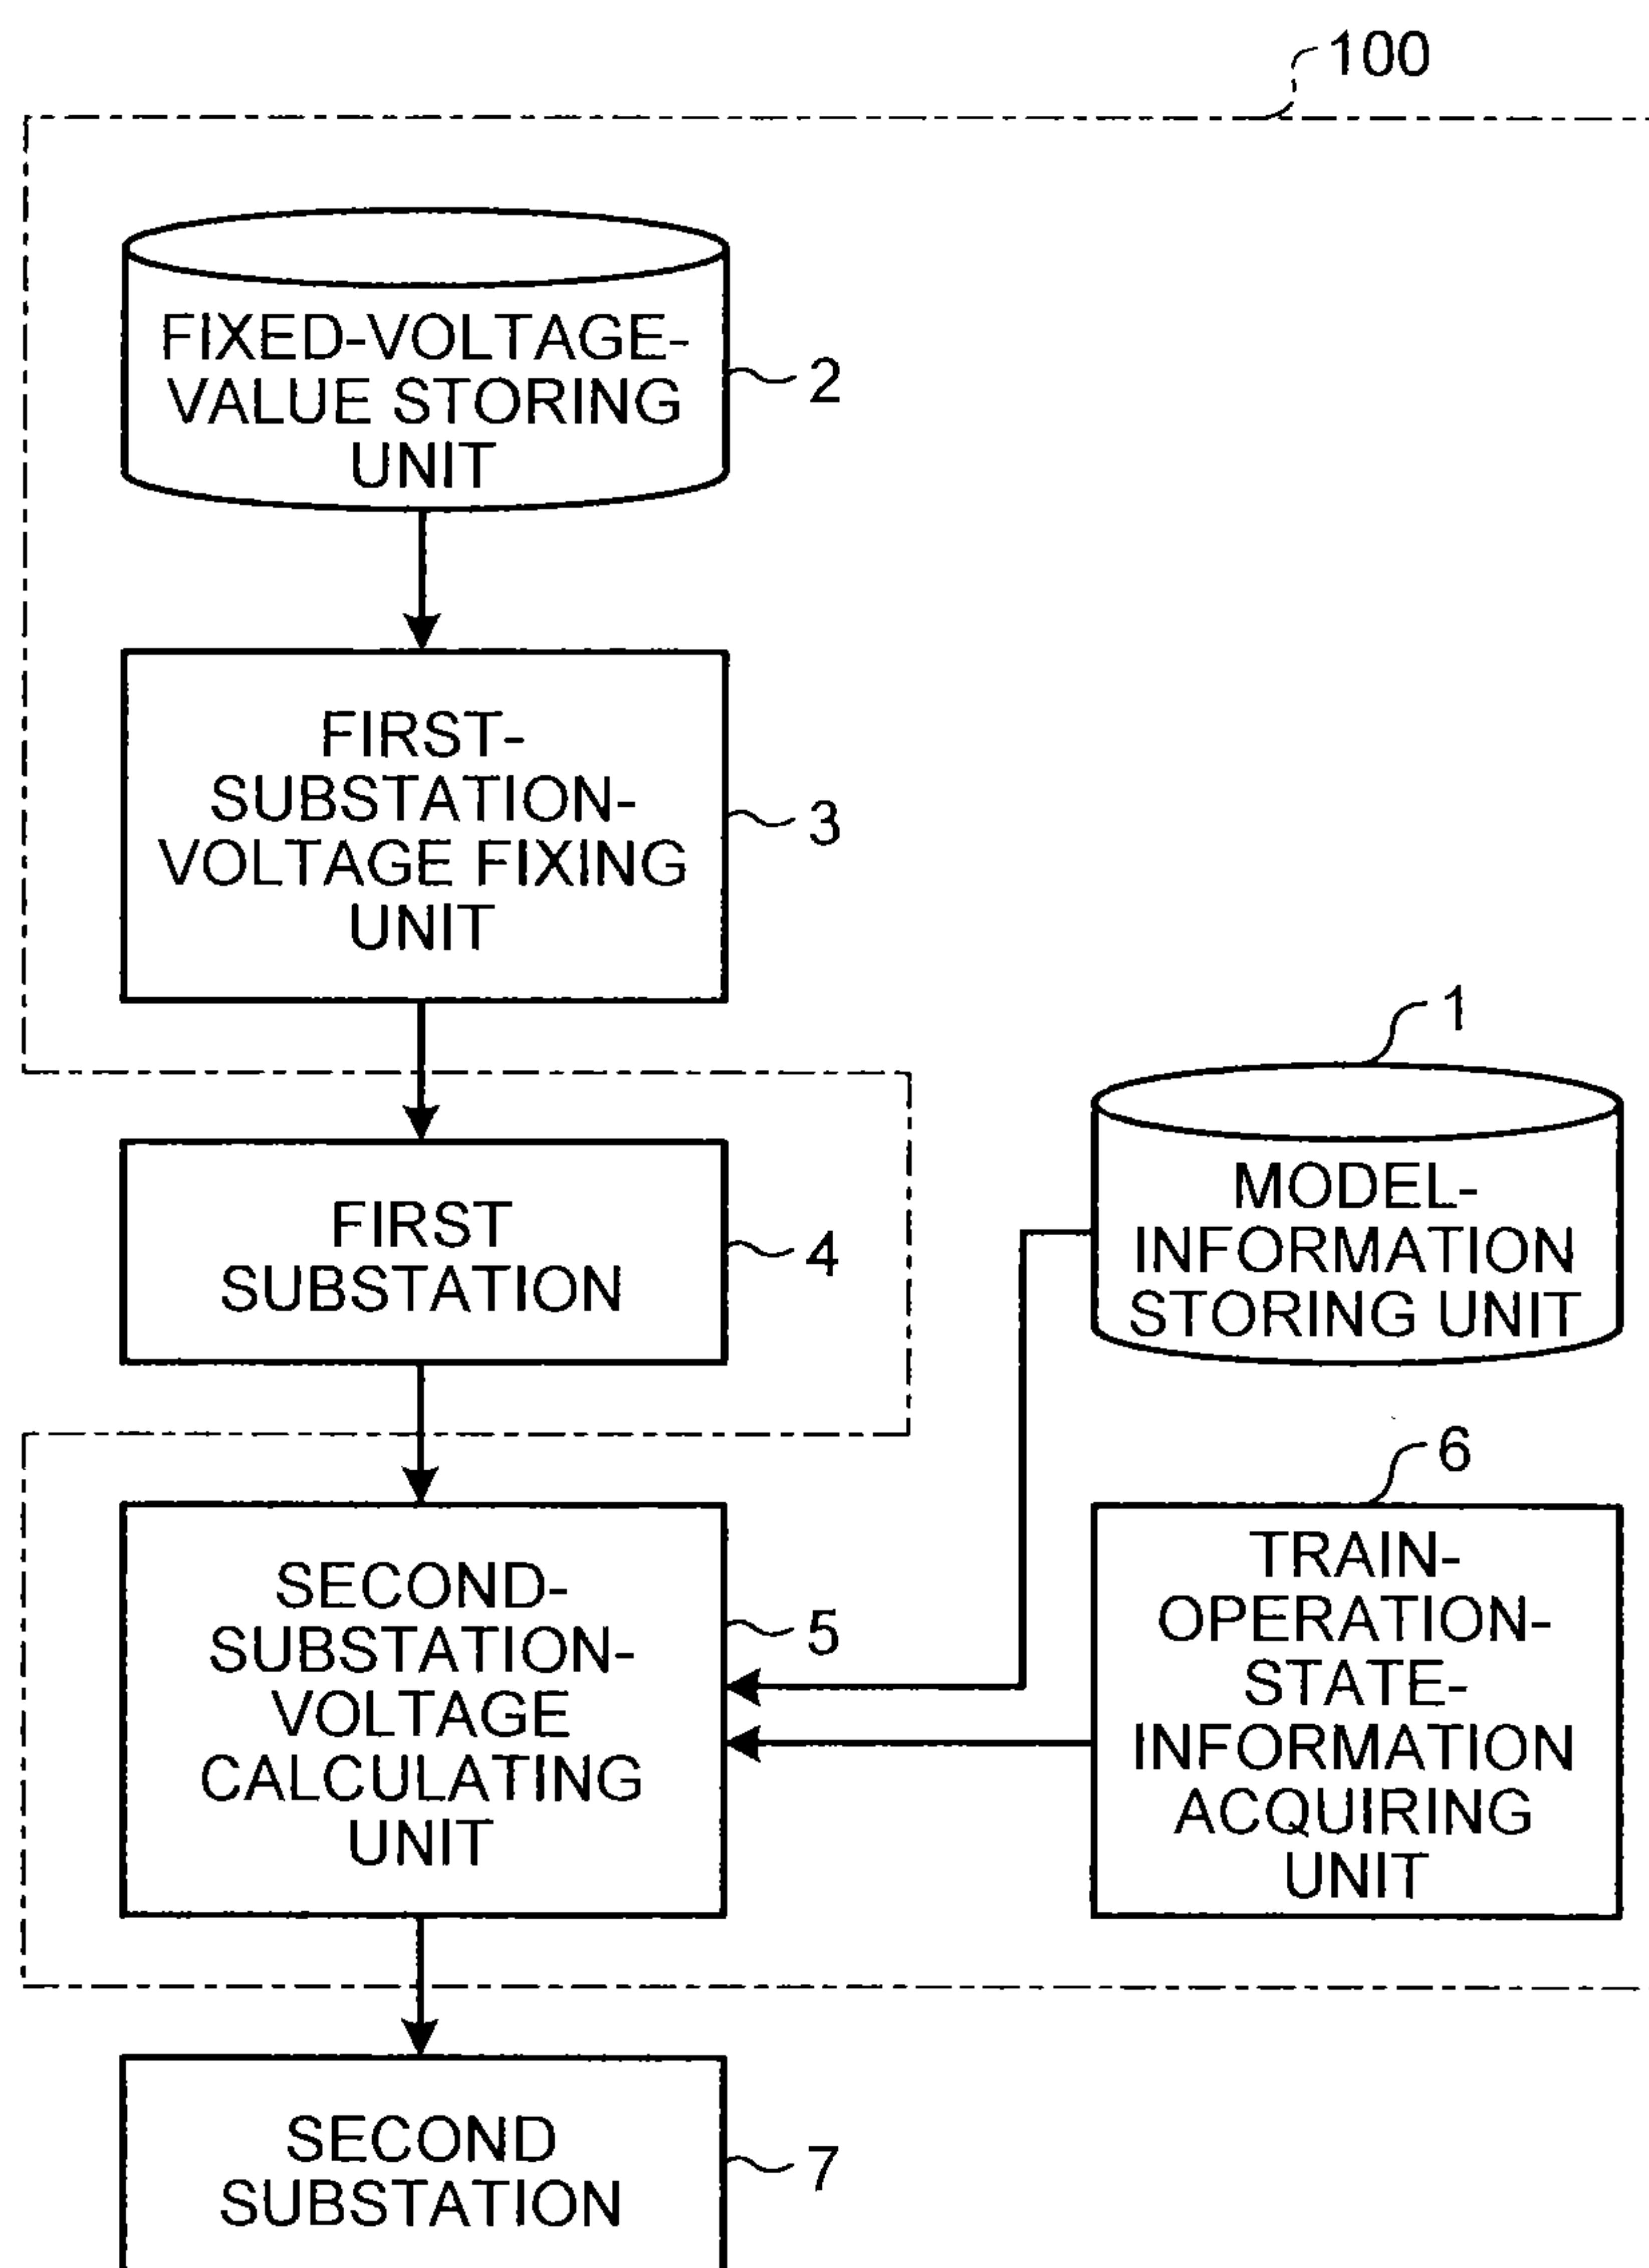 100
FIXED-VOLTAGE-
VALUE STORING
UNIT
2
FIRST-
SUBSTATION-
VOLTAGE FIXING
UNIT
3
1
FIRST
SUBSTATION
4
MODEL-
INFORMATION
STORING UNIT
6
SECOND-
SUBSTATION-
VOLTAGE
CALCULATING
UNIT
5
TRAIN-
OPERATION-
STATE-
INFORMATION
ACQUIRING
UNIT
SECOND
SUBSTATION
7